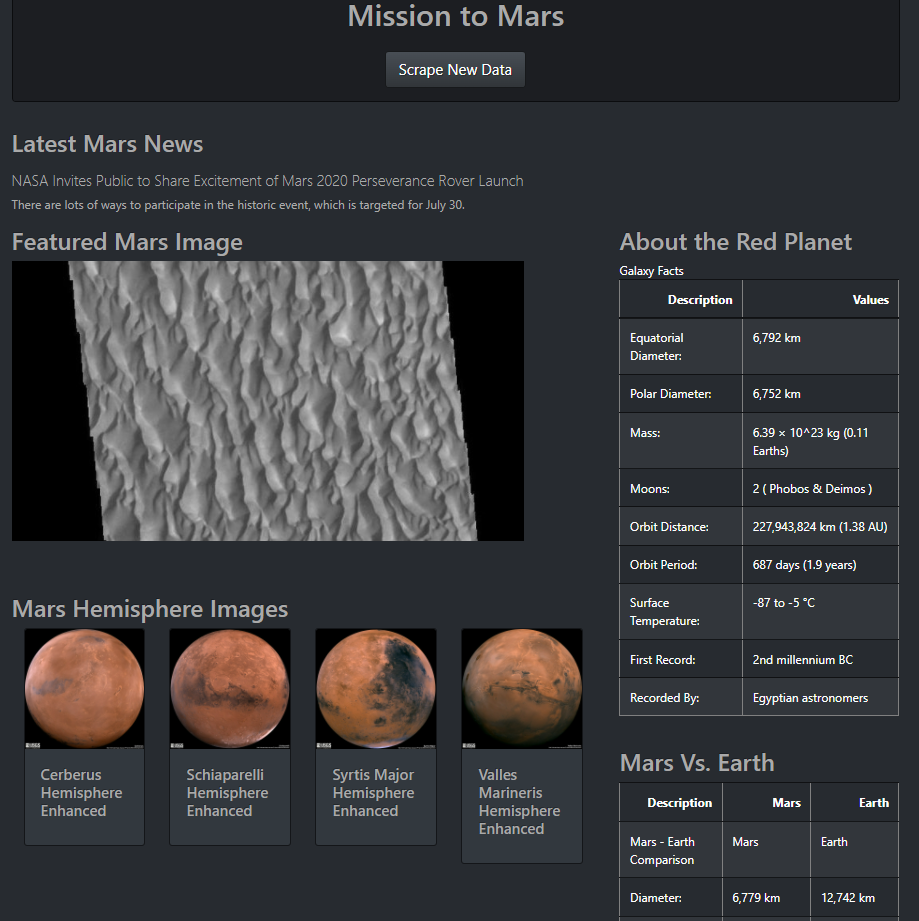 Mission to Mars
Scrape New Data
Latest Mars News
NASA Invites Public to Share Excitement of Mars 2020 Perseverance Rover Launch
There are lots of ways to participate in the historic event, which is targeted for July 30.
Featured Mars Image
Mars Hemisphere Images
Cerberus
Hemisphere
Enhanced
Schiaparelli
Hemisphere
Enhanced
Syrtis Major
Hemisphere
Enhanced
Valles
Marineris
Hemisphere
Enhanced
About the Red Planet
Galaxy Facts
Description Values
Equatorial
Diameter:
6,792 km
Polar Diameter: 6,752 km
Mass: 6.39 × 10^23 kg (0.11
Earths)
Moons: 2 ( Phobos & Deimos )
Orbit Distance: 227,943,824 km (1.38 AU)
Orbit Period: 687 days (1.9 years)
Surface
Temperature:
-87 to -5 °C
First Record: 2nd millennium BC
Recorded By: Egyptian astronomers
Mars Vs. Earth
Description Mars Earth
Mars - Earth
Comparison
Mars Earth
Diameter: 6,779 km 12,742 km